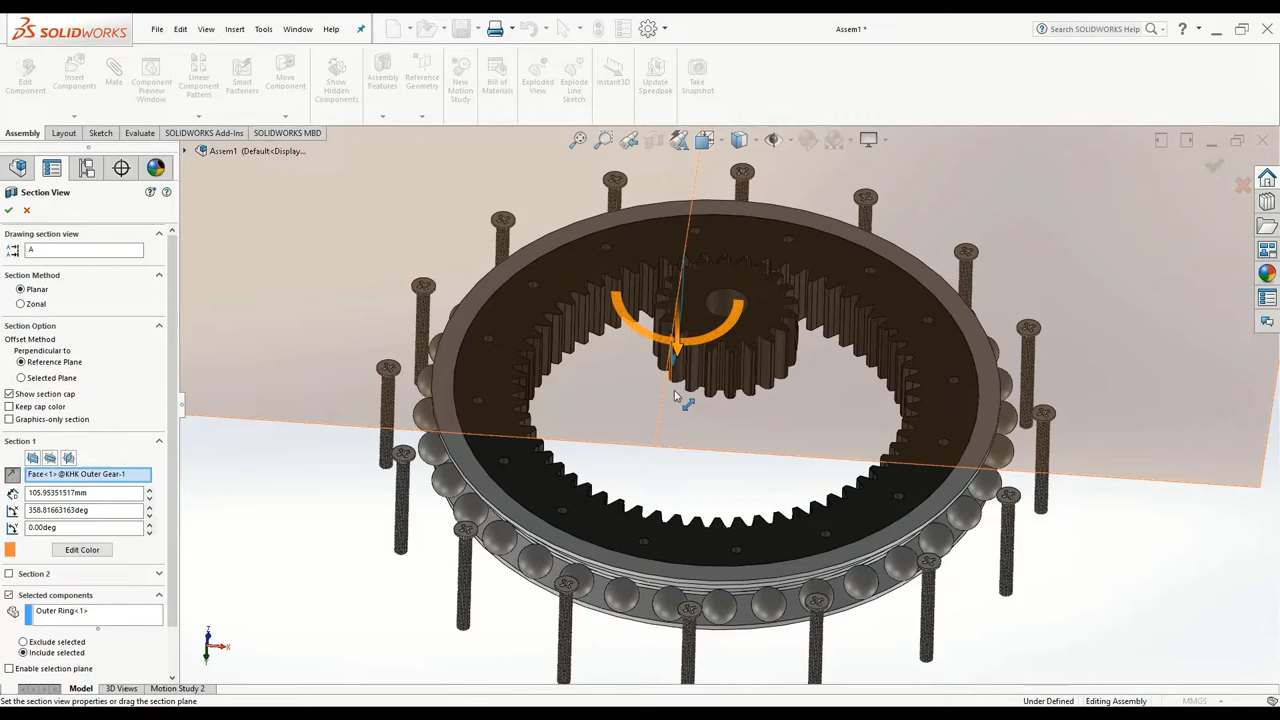 SOLIDWORKS
File
Edit
View
Insert
Tools
Window
Help
Assem1 *
Search SOLIDWORKS Help
Edit Component
Insert Components
Mate
Component Preview Window
Linear Component Pattern
Smart Fasteners
Move Component
Show Hidden Components
Assembly Features
Reference Geometry
New Motion Study
Bill of Materials
Exploded View
Explode Line Sketch
Instant3D
Update Speedpak
Take Snapshot
Assembly
Layout
Sketch
Evaluate
SOLIDWORKS Add-Ins
SOLIDWORKS MBD
Assem1 (Default<Display...
Section View
Drawing section view
A
Section Method
Planar
Zonal
Section Option
Offset Method
Perpendicular to
Reference Plane
Selected Plane
Show section cap
Keep cap color
Graphics-only section
Section 1
Face<1> @KHK Outer Gear-1
105.95351517mm
358.81663163deg
0.00deg
Edit Color
Section 2
Selected components
Outer Ring<1>
Exclude selected
Include selected
Enable selection plane
Z
X
Model
3D Views
Motion Study 2
Set the section view properties or drag the section plane
Under Defined
Editing Assembly
MMGS